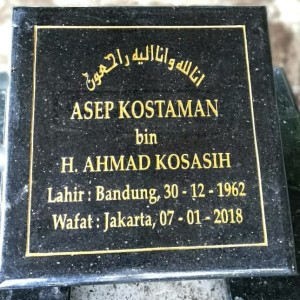 انا لله وانا اليه راجعون
ASEP KOSTAMAN
bin
H. AHMAD KOSASIH
Lahir : Bandung, 30 - 12 - 1962
Wafat : Jakarta, 07 - 01 - 2018